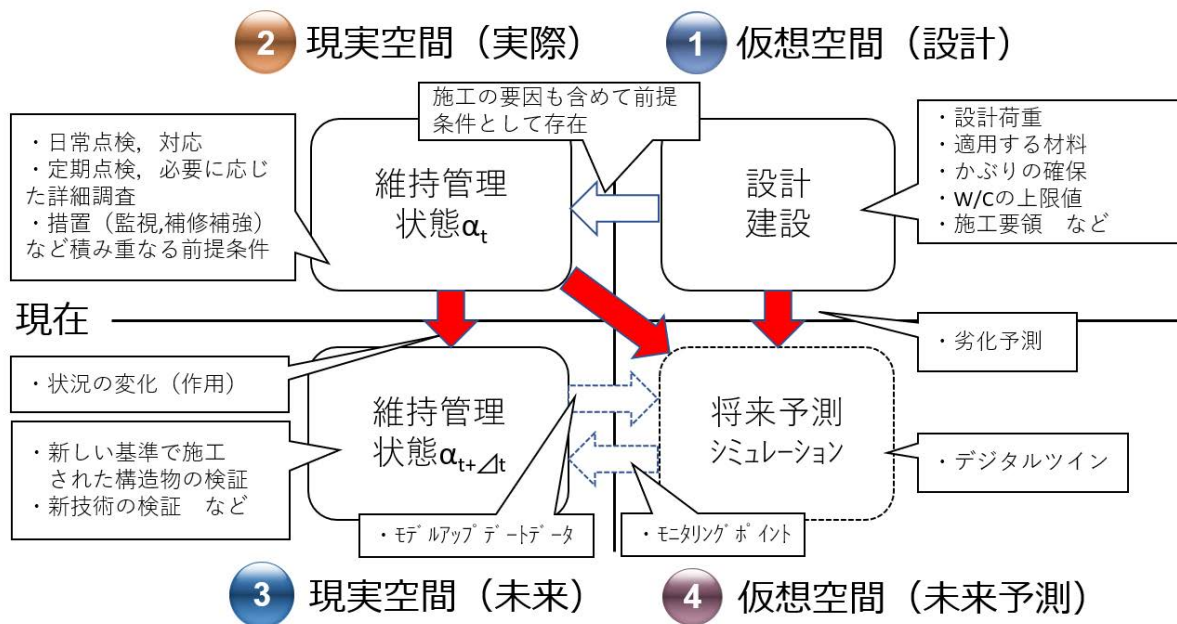 2 現実空間（実際）
1 仮想空間（設計）
施工の要因も含めて前提
条件として存在
・日常点検，対応
・定期点検，必要に応じ
た詳細調査
・措置（監視,補修補強）
など積み重なる前提条件
維持管理
状態αt
設計
建設
・設計荷重
・適用する材料
・かぶりの確保
・W/Cの上限値
・施工要領　など
現在
・劣化予測
・状況の変化（作用）
維持管理
状態αt+⊿t
将来予測
ｼﾐｭﾚｰｼｮﾝ
・新しい基準で施工
された構造物の検証
・新技術の検証　など
・デジタルツイン
・ﾓﾃﾞﾙｱｯﾌﾟﾃﾞｰﾄﾃﾞｰﾀ
・ﾓﾆﾀﾘﾝｸﾞﾎﾟｲﾝﾄ
3 現実空間（未来）
4 仮想空間（未来予測）